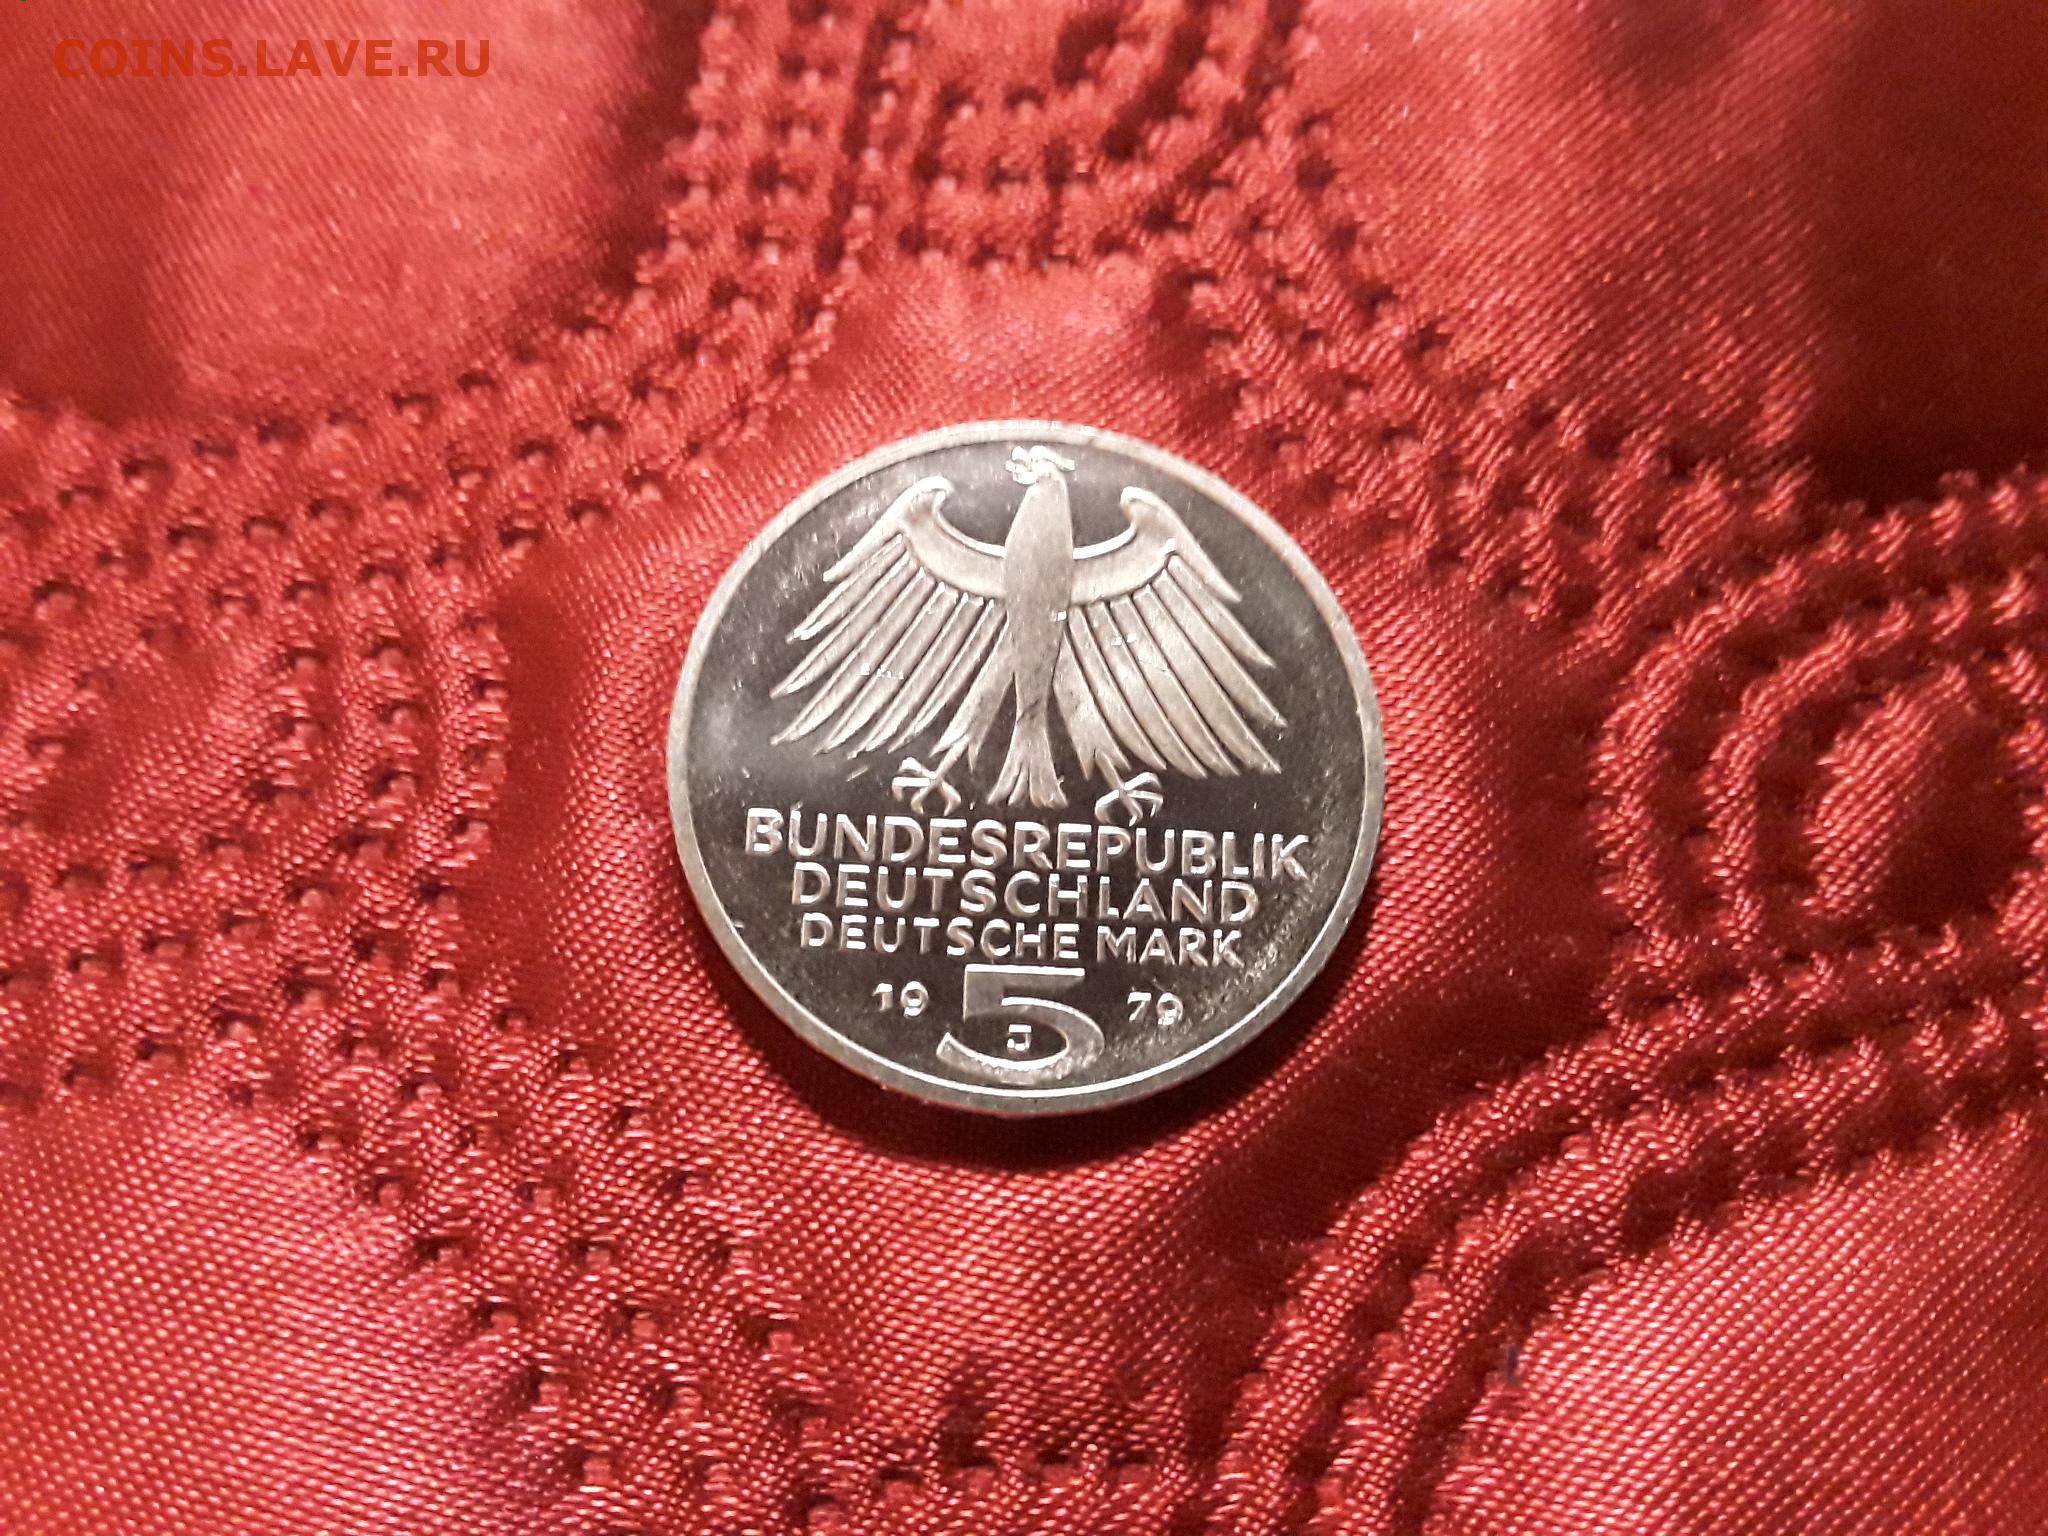 COINS.LAVE.RU
BUNDESREPUBLIK
DEUTSCHLAND
DEUTSCHE MARK
19 5 79
J